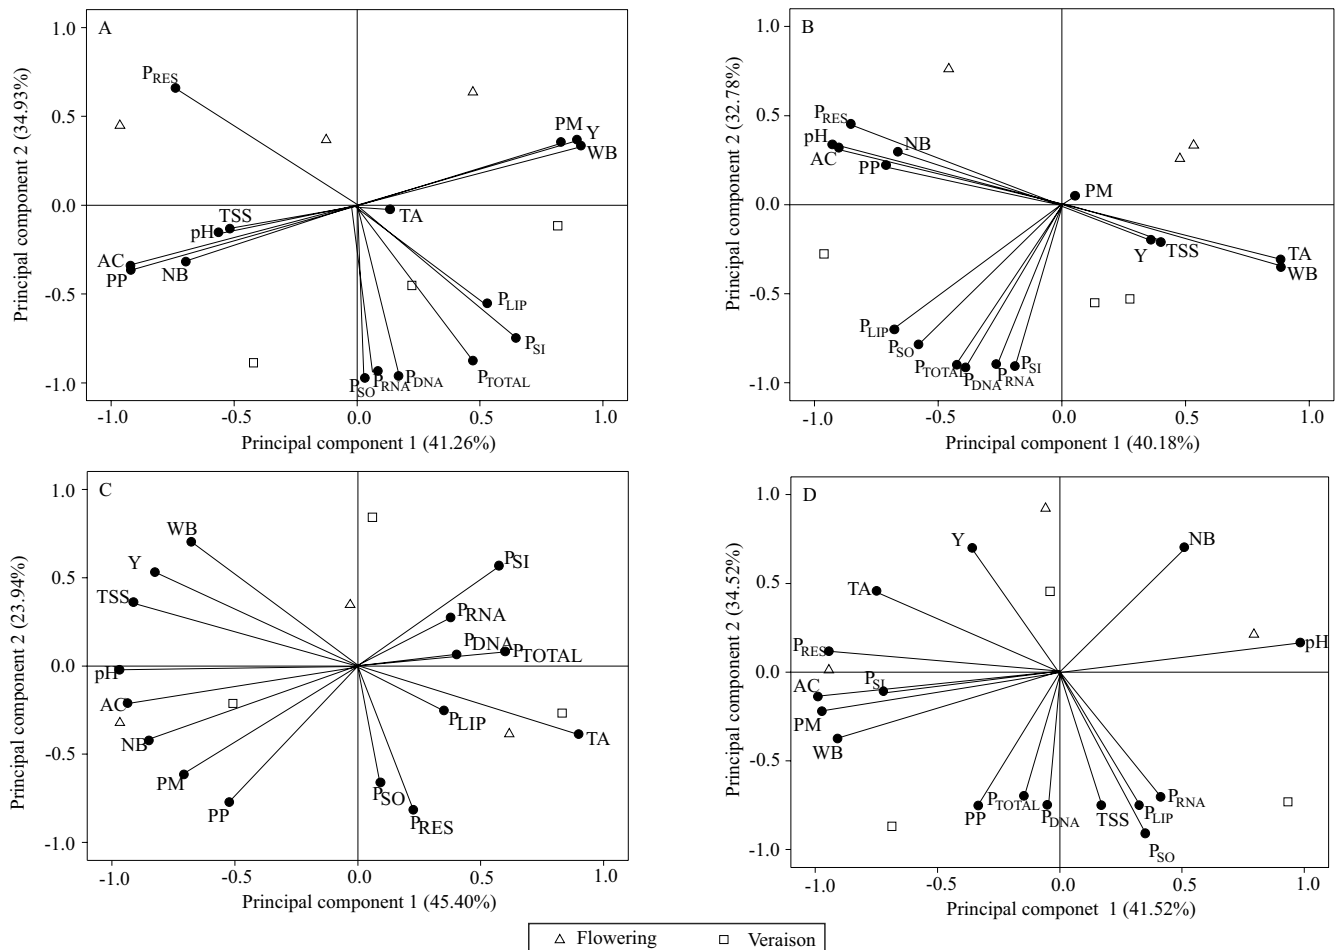 A
Principal component 2 (34.93%)
1.0
0.5
0.0
-0.5
-1.0
PRES
PM
Y
WB
TA
TSS
pH
AC
PP
NB
PLIP
PSI
PSO
PRNA
PDNA
PTOTAL
-1.0
-0.5
0.0
0.5
1.0
Principal component 1 (41.26%)
B
Principal component 2 (32.78%)
1.0
0.5
0.0
-0.5
-1.0
PRES
pH
AC
NB
PP
PM
Y
TSS
TA
WB
PLIP
PSO
PTOTAL
PDNA
PRNA
PSI
-1.0
-0.5
0.0
0.5
1.0
Principal component 1 (40.18%)
C
Principal component 2 (23.94%)
1.0
0.5
0.0
-0.5
-1.0
WB
Y
TSS
pH
AC
NB
PM
PP
PSI
PRNA
PDNA
PTOTAL
PLIP
TA
PSO
PRES
-1.0
-0.5
0.0
0.5
1.0
Principal component 1 (45.40%)
D
Principal component 2 (34.52%)
1.0
0.5
0.0
-0.5
-1.0
Y
NB
TA
PRES
pH
AC
PSI
PM
WB
PP
PTOTAL
PDNA
TSS
PLIP
PRNA
PSO
-1.0
-0.5
0.0
0.5
1.0
Principal componet 1 (41.52%)
Flowering
Veraison